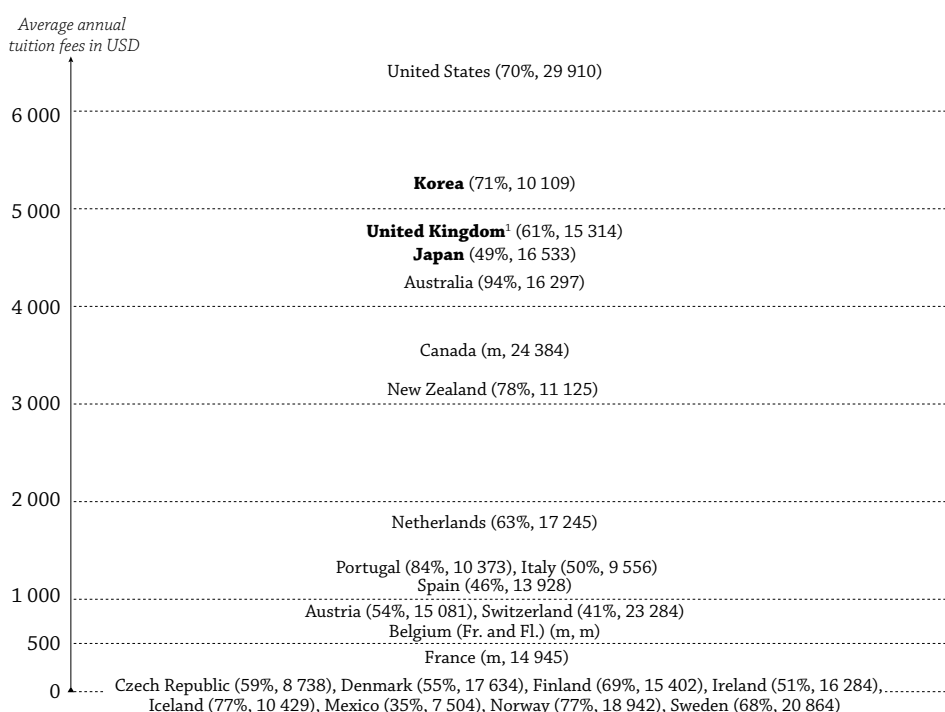 Average annual
tuition fees in USD
United States (70%, 29 910)
6 000
Korea (71%, 10 109)
5 000
United Kingdom¹ (61%, 15 314)
Japan (49%, 16 533)
Australia (94%, 16 297)
4 000
Canada (m, 24 384)
New Zealand (78%, 11 125)
3 000
2 000
Netherlands (63%, 17 245)
Portugal (84%, 10 373), Italy (50%, 9 556)
Spain (46%, 13 928)
1 000
Austria (54%, 15 081), Switzerland (41%, 23 284)
Belgium (Fr. and Fl.) (m, m)
500
France (m, 14 945)
0
Czech Republic (59%, 8 738), Denmark (55%, 17 634), Finland (69%, 15 402), Ireland (51%, 16 284),
Iceland (77%, 10 429), Mexico (35%, 7 504), Norway (77%, 18 942), Sweden (68%, 20 864)